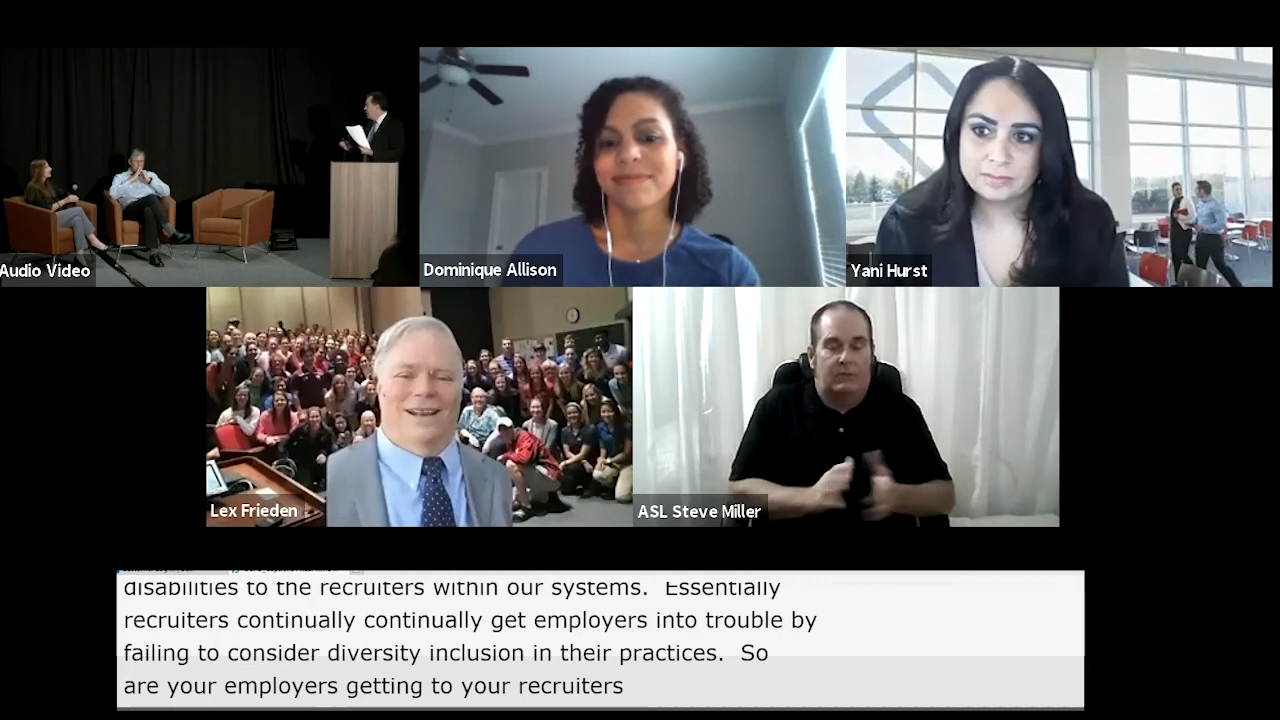 Audio Video
Dominique Allison
Yani Hurst
Lex Frieden
ASL Steve Miller
disabilities to the recruiters within our systems.  Essentially
recruiters continually continually get employers into trouble by
failing to consider diversity inclusion in their practices.  So
are your employers getting to your recruiters